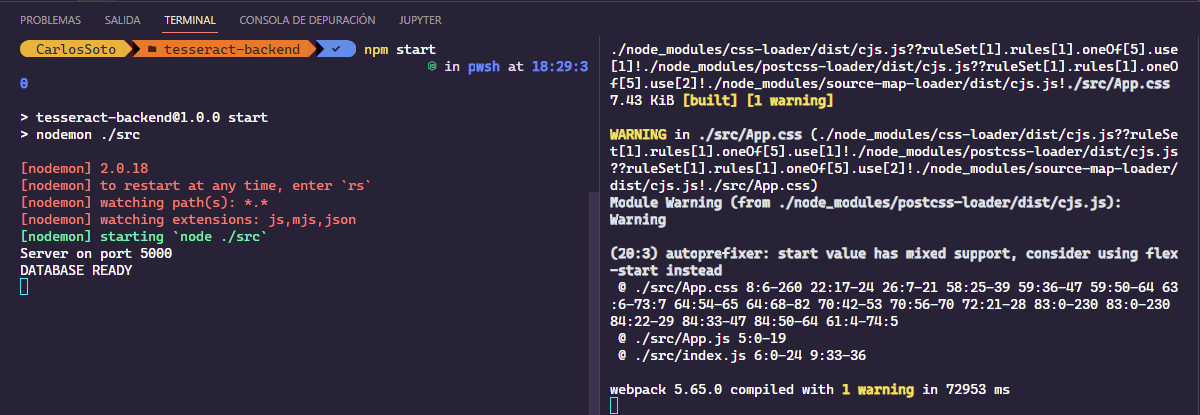 PROBLEMAS SALIDA TERMINAL CONSOLA DE DEPURACIÓN JUPYTER
CarlosSoto tesseract-backend ✓ npm start
in pwsh at 18:29:3
0
> tesseract-backend@1.0.0 start
> nodemon ./src
[nodemon] 2.0.18
[nodemon] to restart at any time, enter `rs`
[nodemon] watching path(s): *.*
[nodemon] watching extensions: js,mjs,json
[nodemon] starting `node ./src`
Server on port 5000
DATABASE READY
./node_modules/css-loader/dist/cjs.js??ruleSet[1].rules[1].oneOf[5].use
[1]!./node_modules/postcss-loader/dist/cjs.js??ruleSet[1].rules[1].oneO
f[5].use[2]!./node_modules/source-map-loader/dist/cjs.js!./src/App.css
7.43 KiB [built] [1 warning]
WARNING in ./src/App.css (./node_modules/css-loader/dist/cjs.js??ruleSe
t[1].rules[1].oneOf[5].use[1]!./node_modules/postcss-loader/dist/cjs.js
??ruleSet[1].rules[1].oneOf[5].use[2]!./node_modules/source-map-loader/
dist/cjs.js!./src/App.css)
Module Warning (from ./node_modules/postcss-loader/dist/cjs.js):
Warning
(20:3) autoprefixer: start value has mixed support, consider using flex
-start instead
@ ./src/App.css 8:6-260 22:17-24 26:7-21 58:25-39 59:36-47 59:50-64 63
:6-73:7 64:54-65 64:68-82 70:42-53 70:56-70 72:21-28 83:0-230 83:0-230
84:22-29 84:33-47 84:50-64 61:4-74:5
@ ./src/App.js 5:0-19
@ ./src/index.js 6:0-24 9:33-36
webpack 5.65.0 compiled with 1 warning in 72953 ms